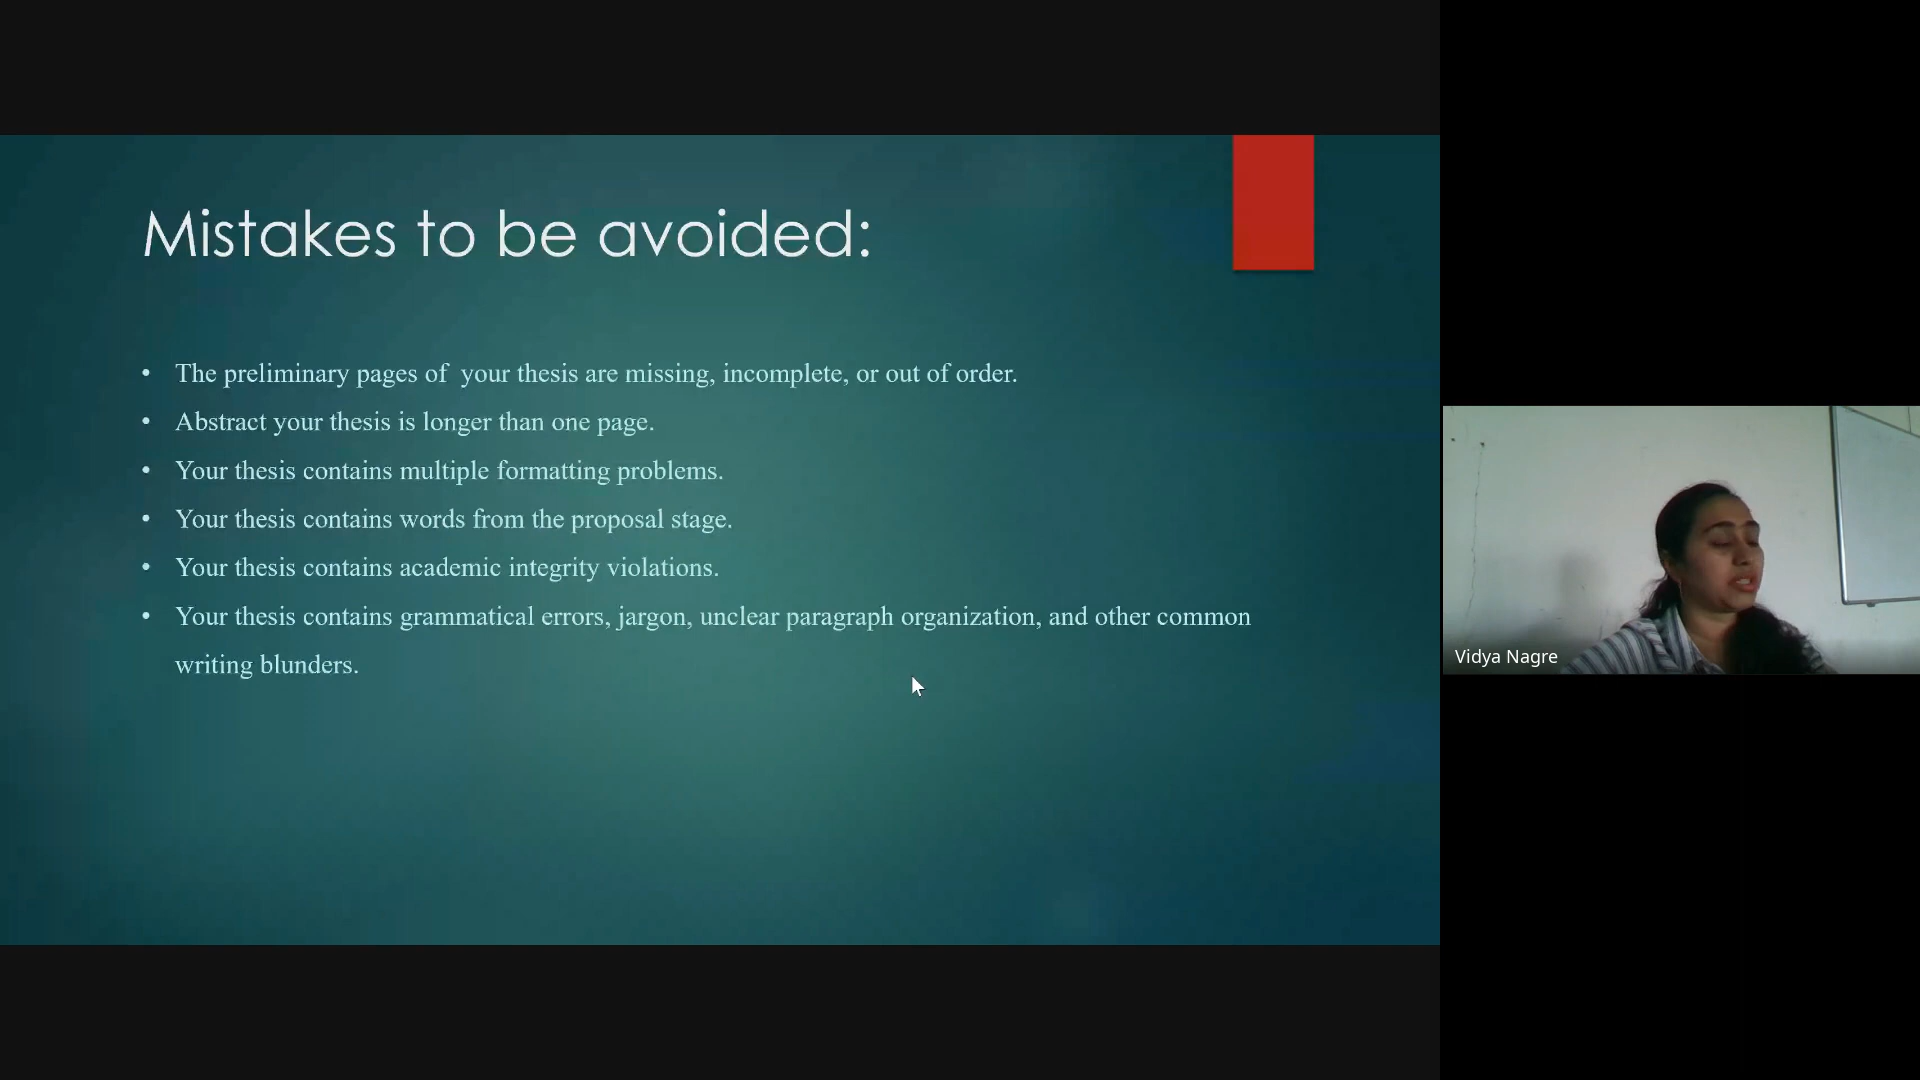 Mistakes to be avoided:
• The preliminary pages of  your thesis are missing, incomplete, or out of order.
• Abstract your thesis is longer than one page.
• Your thesis contains multiple formatting problems.
• Your thesis contains words from the proposal stage.
• Your thesis contains academic integrity violations.
• Your thesis contains grammatical errors, jargon, unclear paragraph organization, and other common
writing blunders.
Vidya Nagre